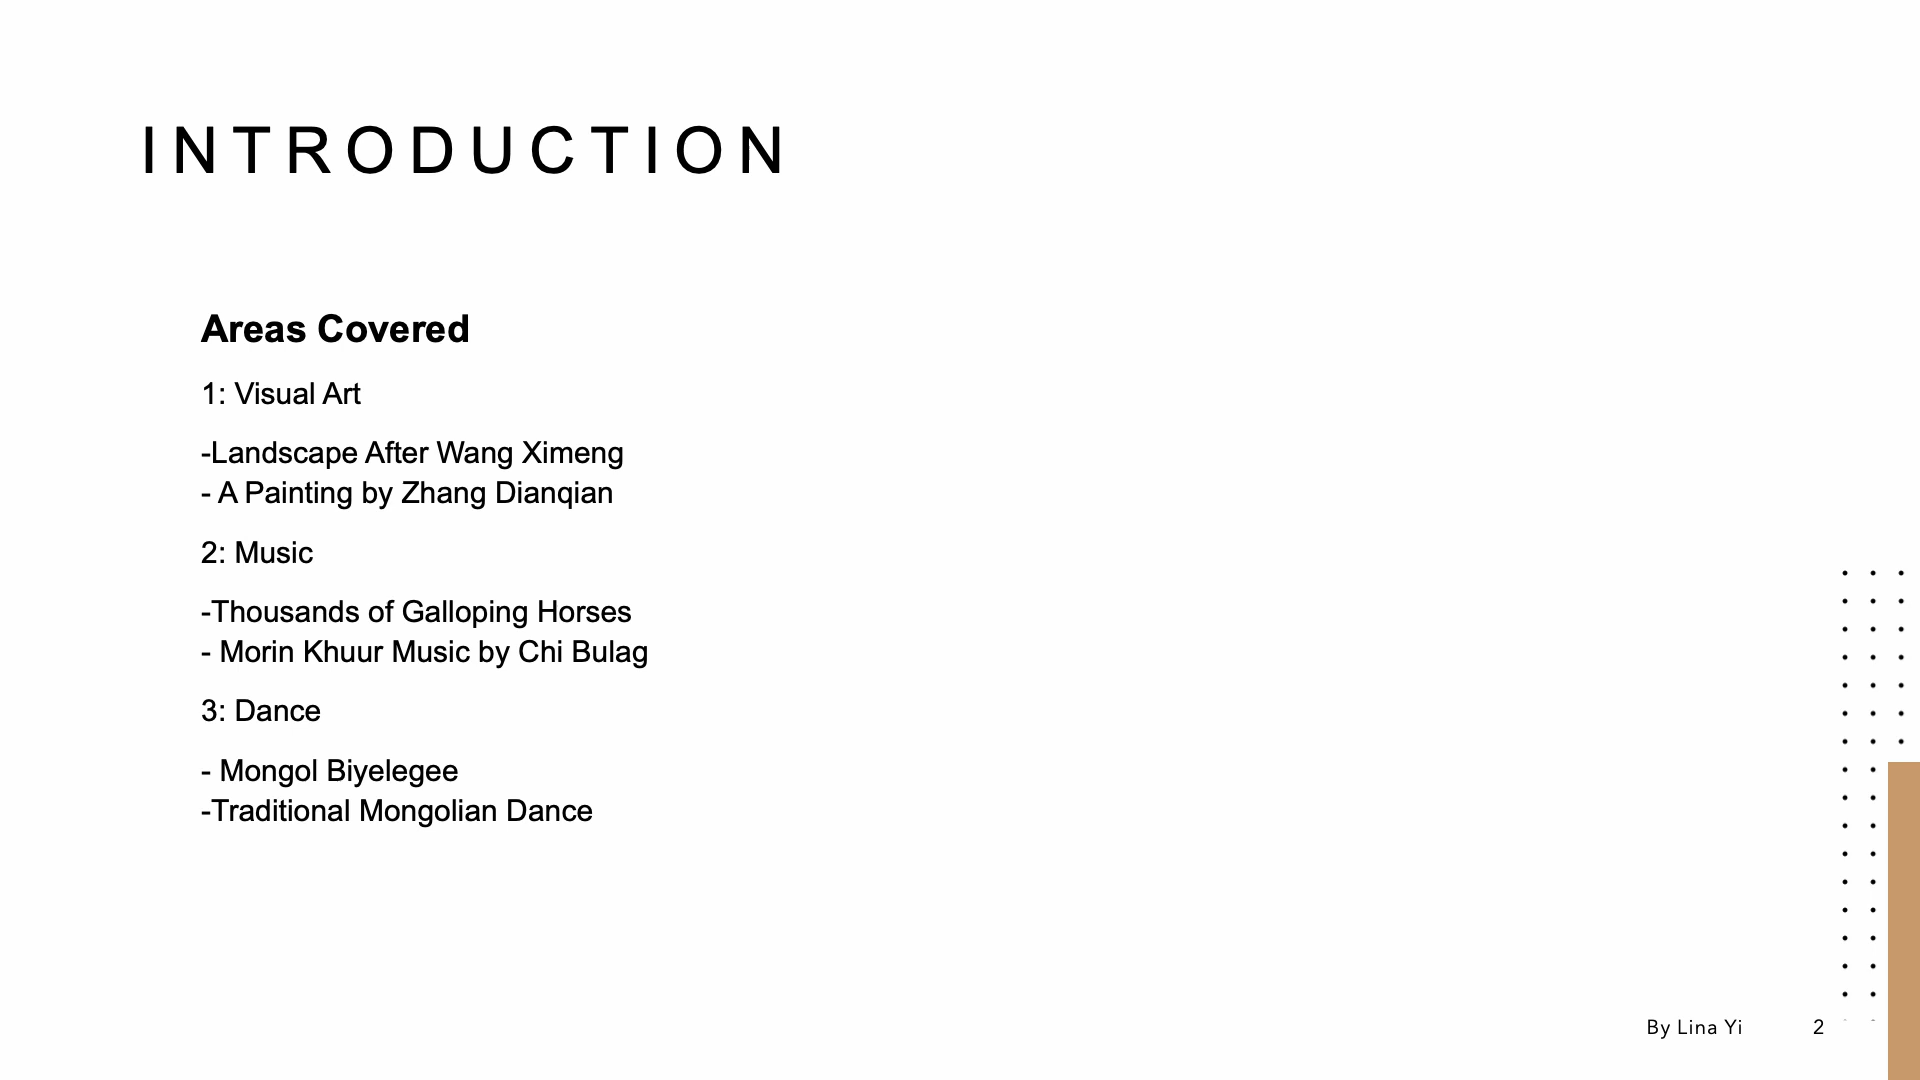 INTRODUCTION
Areas Covered
1: Visual Art
-Landscape After Wang Ximeng
- A Painting by Zhang Dianqian
2: Music
-Thousands of Galloping Horses
- Morin Khuur Music by Chi Bulag
3: Dance
- Mongol Biyelegee
-Traditional Mongolian Dance
By Lina Yi
2